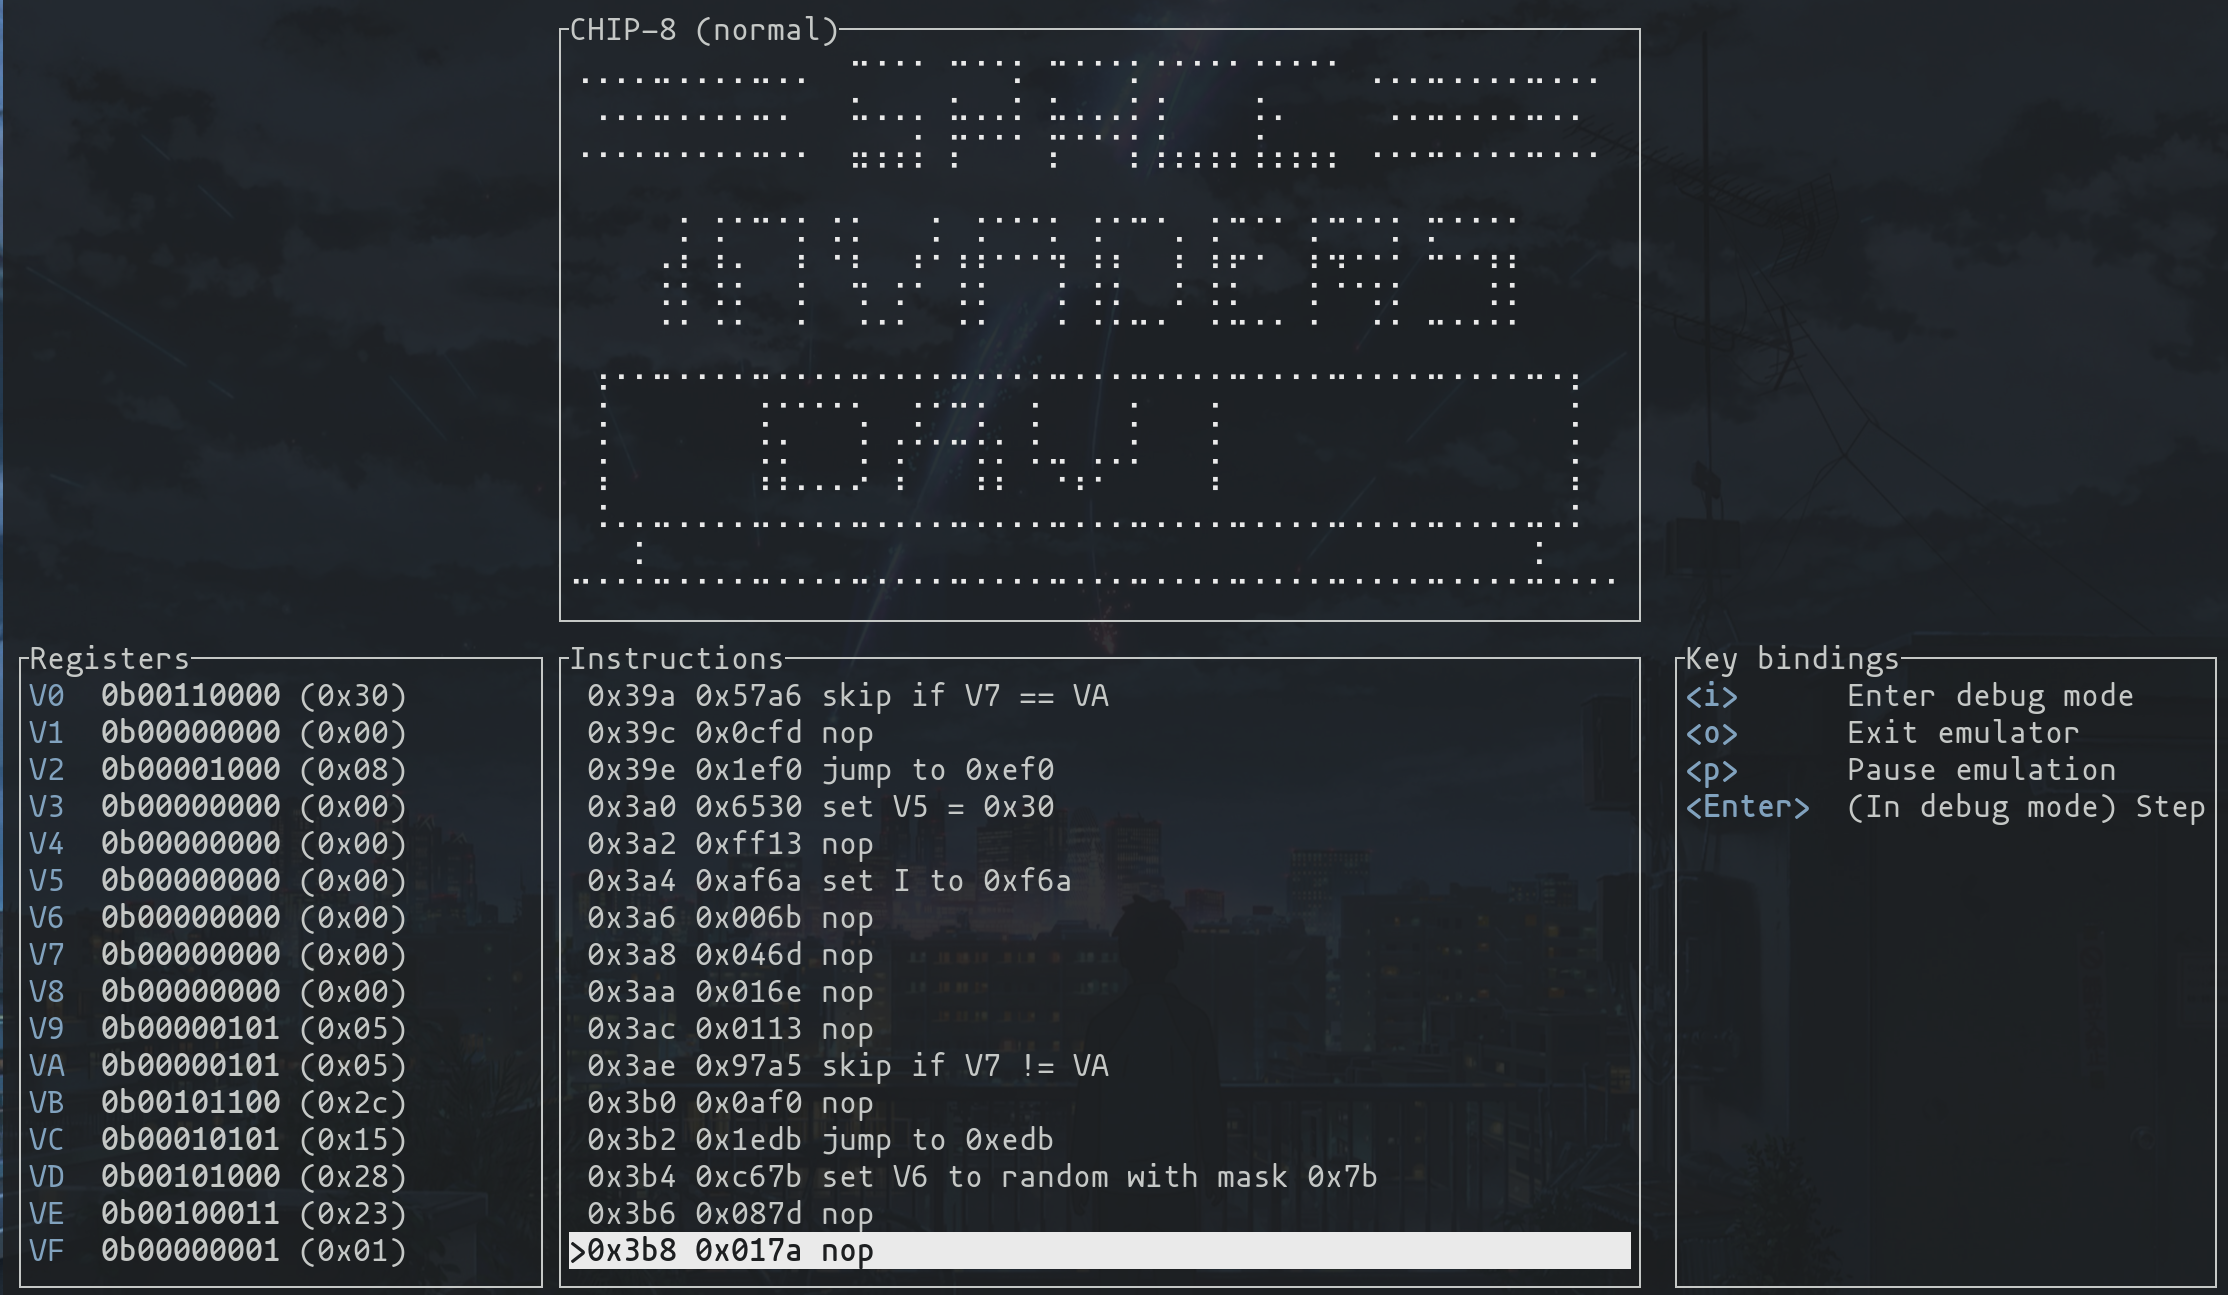 CHIP-8 (normal)
SPACE
INVADERS
Registers
V0 0b00110000 (0x30)
V1 0b00000000 (0x00)
V2 0b00001000 (0x08)
V3 0b00000000 (0x00)
V4 0b00000000 (0x00)
V5 0b00000000 (0x00)
V6 0b00000000 (0x00)
V7 0b00000000 (0x00)
V8 0b00000000 (0x00)
V9 0b00000101 (0x05)
VA 0b00000101 (0x05)
VB 0b00101100 (0x2c)
VC 0b00010101 (0x15)
VD 0b00101000 (0x28)
VE 0b00100011 (0x23)
VF 0b00000001 (0x01)
Instructions
0x39a 0x57a6 skip if V7 == VA
0x39c 0x0cfd nop
0x39e 0x1ef0 jump to 0xef0
0x3a0 0x6530 set V5 = 0x30
0x3a2 0xff13 nop
0x3a4 0xaf6a set I to 0xf6a
0x3a6 0x006b nop
0x3a8 0x046d nop
0x3aa 0x016e nop
0x3ac 0x0113 nop
0x3ae 0x97a5 skip if V7 != VA
0x3b0 0x0af0 nop
0x3b2 0x1edb jump to 0xedb
0x3b4 0xc67b set V6 to random with mask 0x7b
0x3b6 0x087d nop
>0x3b8 0x017a nop
Key bindings
<i> Enter debug mode
<o> Exit emulator
<p> Pause emulation
<Enter> (In debug mode) Step